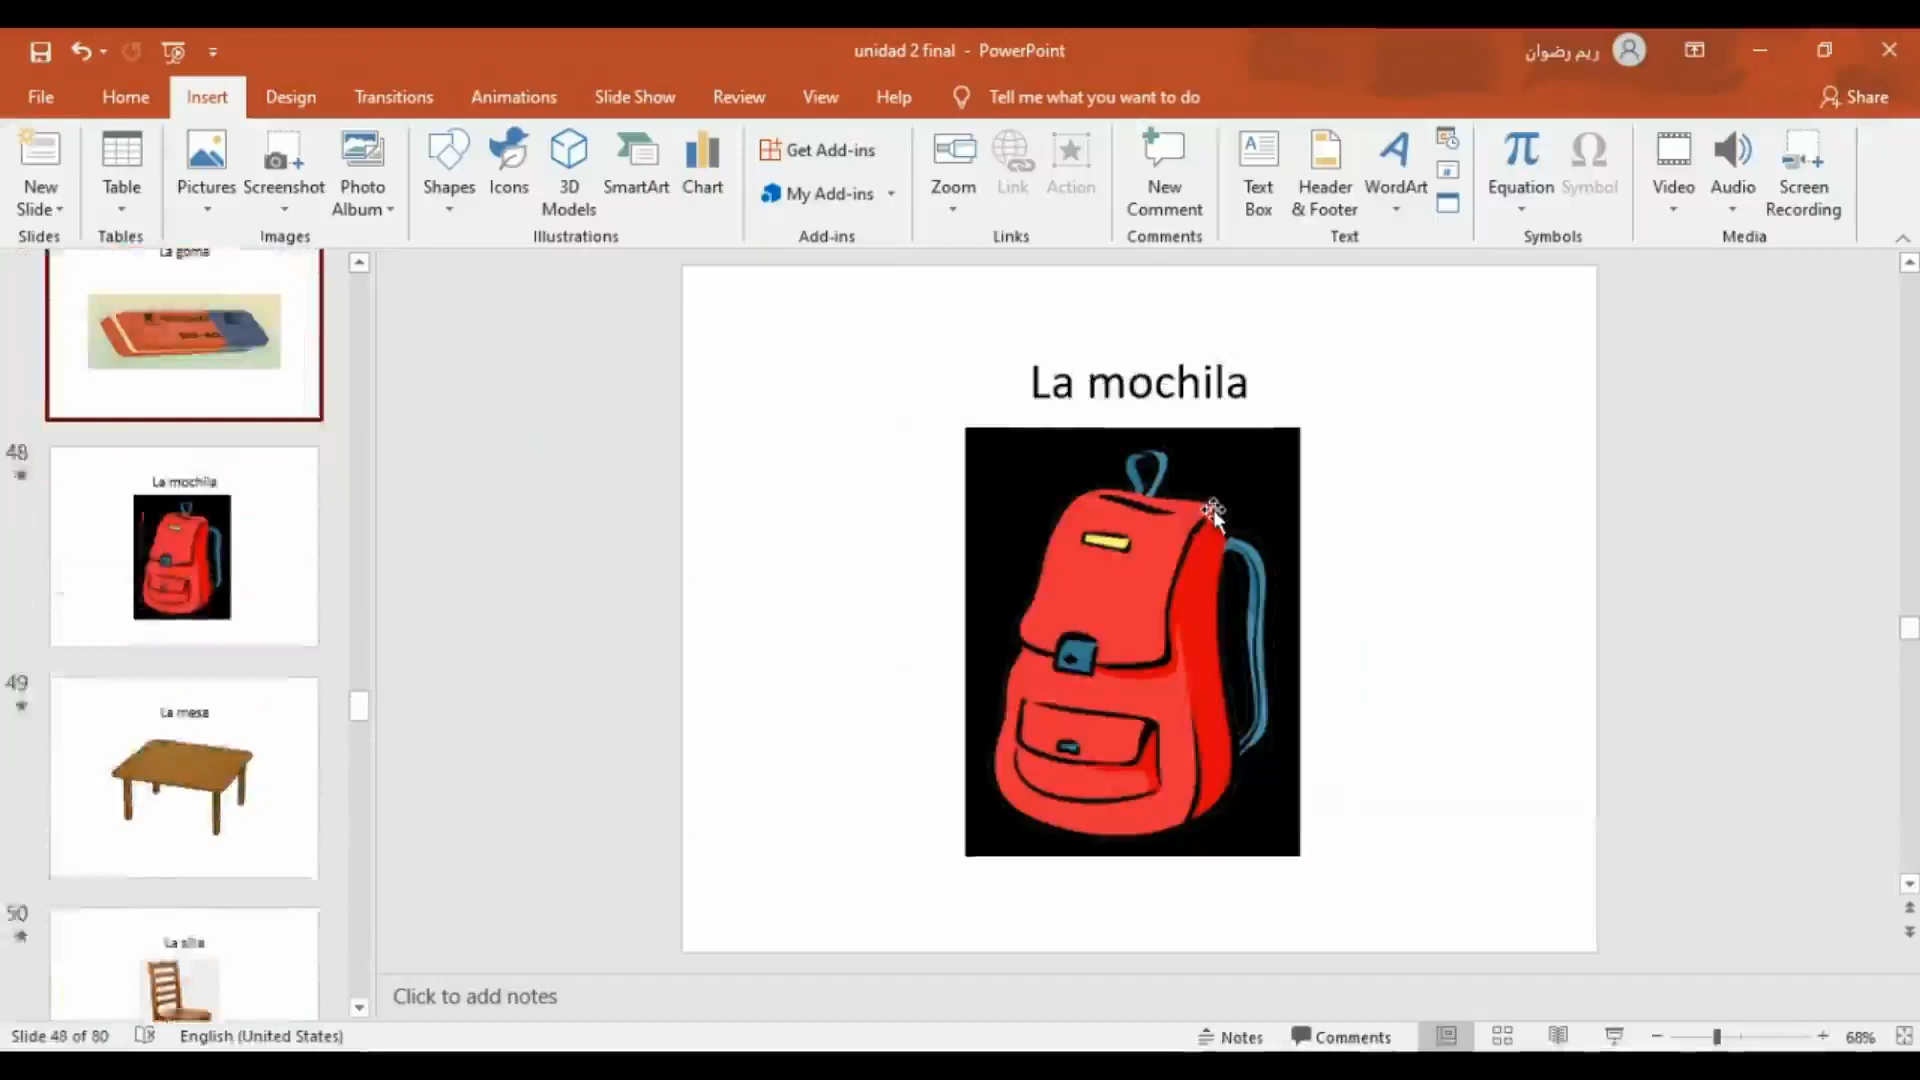 unidad 2 final - PowerPoint
ريم رضوان
File Home Insert Design Transitions Animations Slide Show Review View Help Tell me what you want to do Share
New Slide
Table
Pictures
Screenshot
Photo Album
Shapes
Icons
3D Models
SmartArt
Chart
Get Add-ins
My Add-ins
Zoom
Link
Action
New Comment
Text Box
Header & Footer
WordArt
Equation
Symbol
Video
Audio
Screen Recording
Slides Tables Images Illustrations Add-ins Links Comments Text Symbols Media
La goma
48
La mochila
49
La mesa
50
La silla
La mochila
Click to add notes
Slide 48 of 80 English (United States) Notes Comments 68%